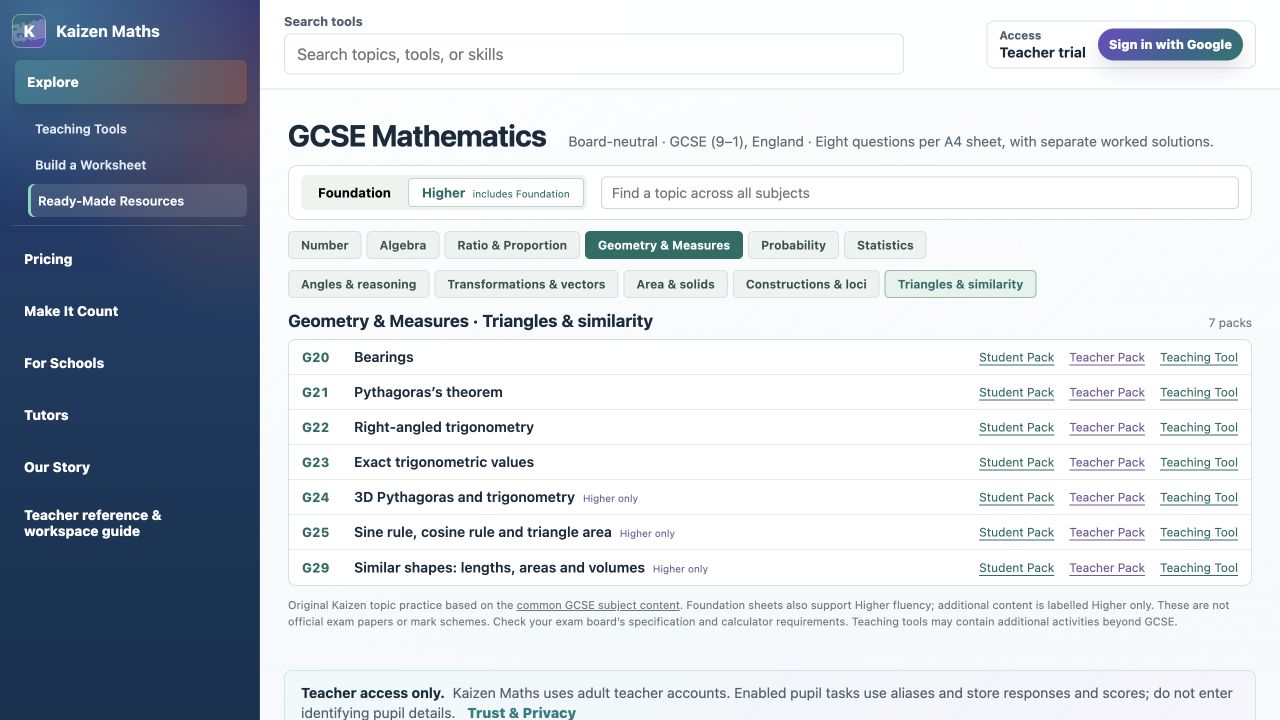 K
Kaizen Maths
Explore
Teaching Tools
Build a Worksheet
Ready-Made Resources
Pricing
Make It Count
For Schools
Tutors
Our Story
Teacher reference &
workspace guide
Search tools
Search topics, tools, or skills
Access
Teacher trial
Sign in with Google
GCSE Mathematics Board-neutral · GCSE (9–1), England · Eight questions per A4 sheet, with separate worked solutions.
Foundation Higher includes Foundation Find a topic across all subjects
Number Algebra Ratio & Proportion Geometry & Measures Probability Statistics
Angles & reasoning Transformations & vectors Area & solids Constructions & loci Triangles & similarity
Geometry & Measures · Triangles & similarity 7 packs
G20 Bearings Student Pack Teacher Pack Teaching Tool
G21 Pythagoras’s theorem Student Pack Teacher Pack Teaching Tool
G22 Right-angled trigonometry Student Pack Teacher Pack Teaching Tool
G23 Exact trigonometric values Student Pack Teacher Pack Teaching Tool
G24 3D Pythagoras and trigonometry Higher only Student Pack Teacher Pack Teaching Tool
G25 Sine rule, cosine rule and triangle area Higher only Student Pack Teacher Pack Teaching Tool
G29 Similar shapes: lengths, areas and volumes Higher only Student Pack Teacher Pack Teaching Tool
Original Kaizen topic practice based on the common GCSE subject content. Foundation sheets also support Higher fluency; additional content is labelled Higher only. These are not
official exam papers or mark schemes. Check your exam board's specification and calculator requirements. Teaching tools may contain additional activities beyond GCSE.
Teacher access only. Kaizen Maths uses adult teacher accounts. Enabled pupil tasks use aliases and store responses and scores; do not enter
identifying pupil details. Trust & Privacy